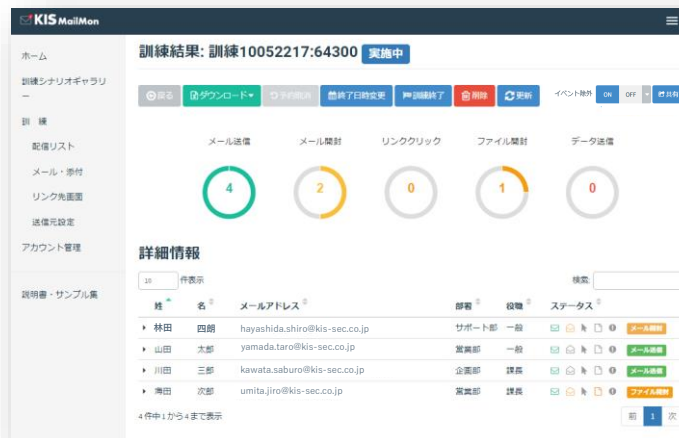 KIS MailMon
訓練結果: 訓練10052217:64300 実施中
ホーム
訓練シナリオギャラリ
ー
訓 練
配信リスト
メール・添付
リンク先画面
送信元設定
アカウント管理
説明書・サンプル集
戻る ダウンロード 予約取消 終了日時変更 訓練終了 削除 更新 イベント除外 ON OFF 共有
メール送信 メール開封 リンククリック ファイル開封 データ送信
4 2 0 1 0
詳細情報
10 件表示 検索:
姓 名 メールアドレス 部署 役職 ステータス
林田 四朗 hayashida.shiro@kis-sec.co.jp サポート部 一般 メール開封
山田 太郎 yamada.taro@kis-sec.co.jp 営業部 一般 メール送信
川田 三郎 kawata.saburo@kis-sec.co.jp 企画部 課長 メール送信
海田 次郎 umita.jiro@kis-sec.co.jp 営業部 課長 ファイル開封
4 件中 1 から 4 まで表示
前 1 次